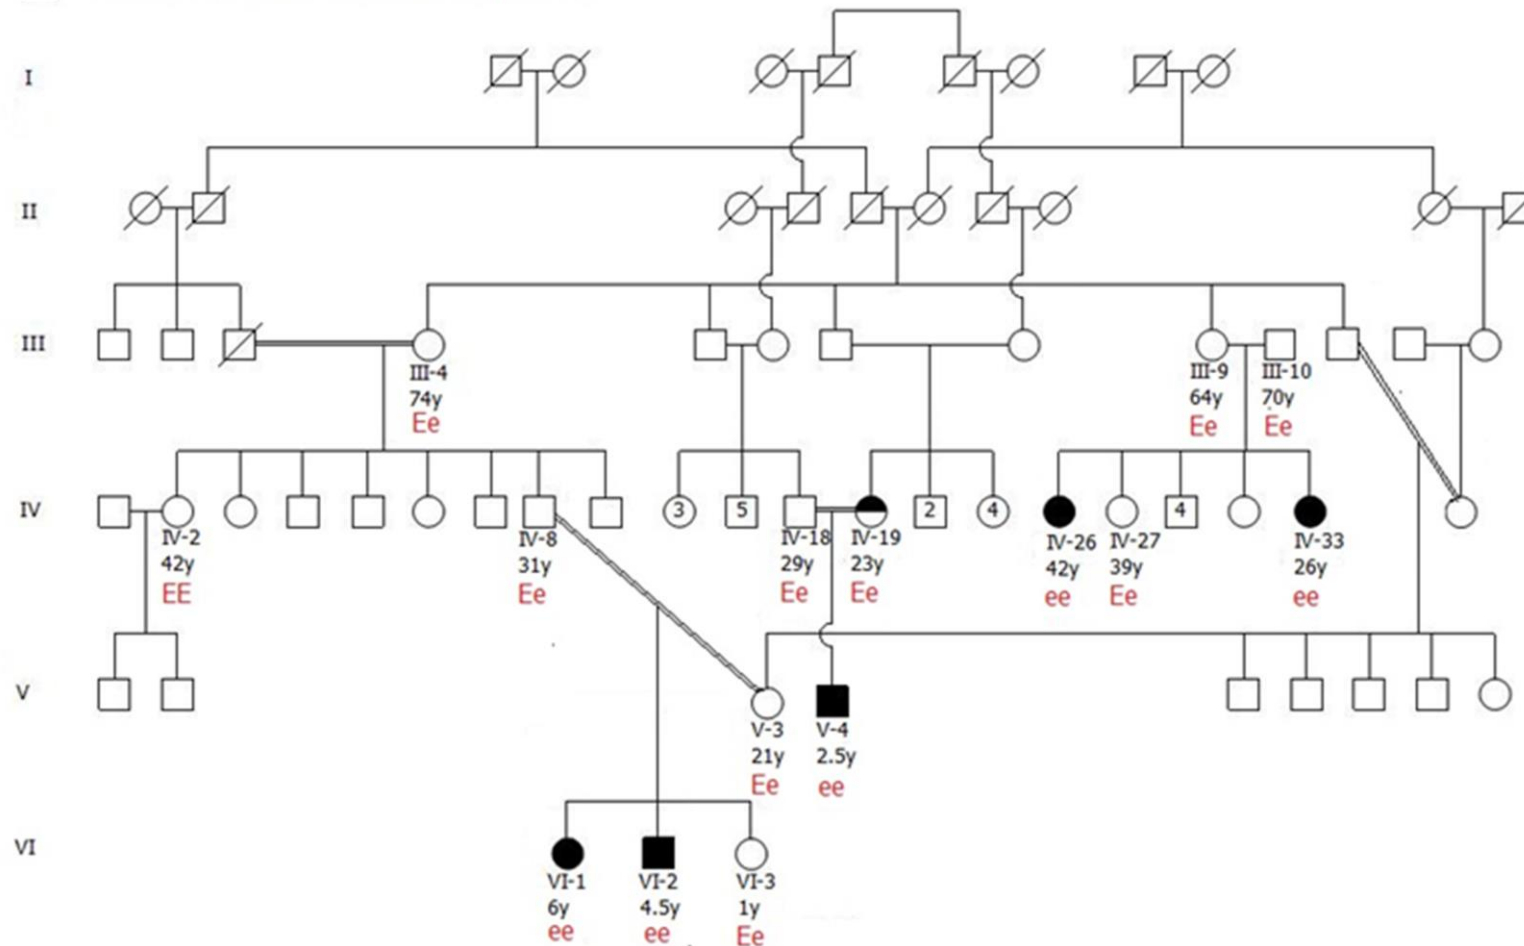 I
II
III
III-4
74y
Ee
III-9 III-10
64y 70y
Ee Ee
IV
3 5 2 4 4
IV-2 IV-8 IV-18 IV-19 IV-26 IV-27 IV-33
42y 31y 29y 23y 42y 39y 26y
EE Ee Ee Ee ee Ee ee
V
V-3 V-4
21y 2.5y
Ee ee
VI
VI-1 VI-2 VI-3
6y 4.5y 1y
ee ee Ee